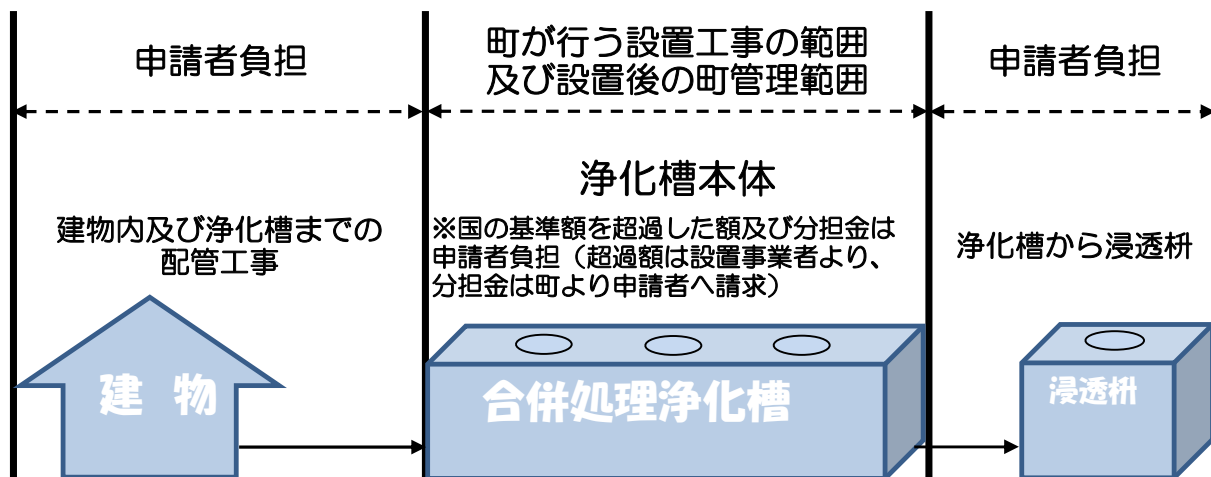 申請者負担
町が行う設置工事の範囲
及び設置後の町管理範囲
申請者負担
建物内及び浄化槽までの
配管工事
浄化槽本体
※国の基準額を超過した額及び分担金は
申請者負担（超過額は設置事業者より、
分担金は町より申請者へ請求）
浄化槽から浸透枡
建 物
合併処理浄化槽
浸透枡